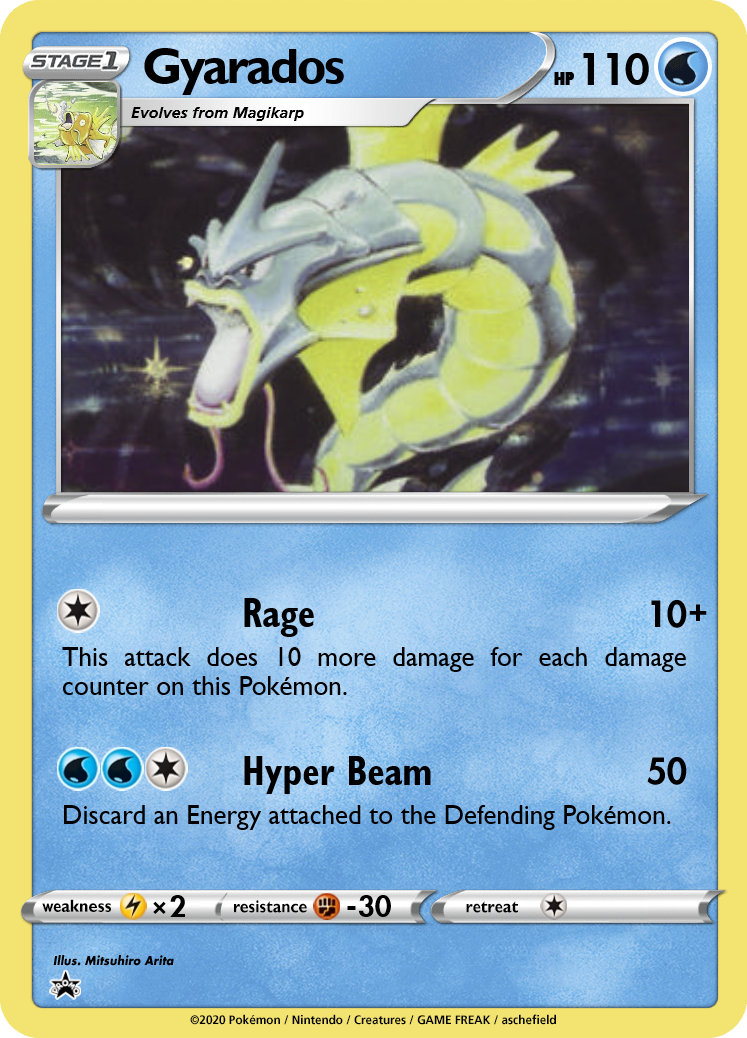 STAGE1 Gyarados HP 110
Evolves from Magikarp
Rage 10+
This attack does 10 more damage for each damage
counter on this Pokémon.
Hyper Beam 50
Discard an Energy attached to the Defending Pokémon.
weakness ×2 resistance -30 retreat
Illus. Mitsuhiro Arita
PROMO
©2020 Pokémon / Nintendo / Creatures / GAME FREAK / aschefield